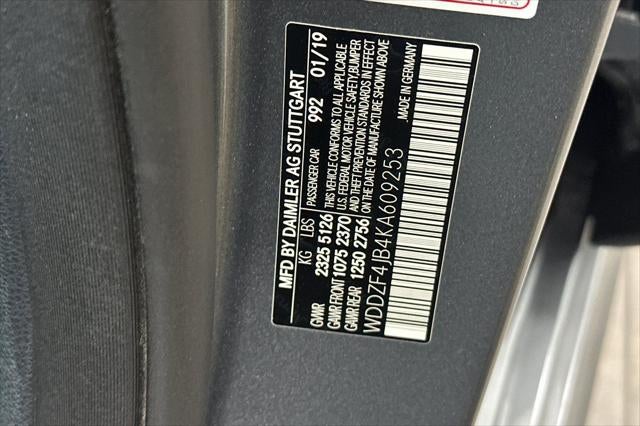 MFD BY DAIMLER AG STUTTGART
KG LBS PASSENGER CAR 992 01/19
GVWR 2325 5126 THIS VEHICLE CONFORMS TO ALL APPLICABLE
GAWR FRONT 1075 2370 U.S. FEDERAL MOTOR VEHICLE SAFETY, BUMPER
GAWR REAR 1250 2756 AND THEFT PREVENTION STANDARDS IN EFFECT
ON THE DATE OF MANUFACTURE SHOWN ABOVE
.MADE IN GERMANY
WDDZF4JB4KA609253